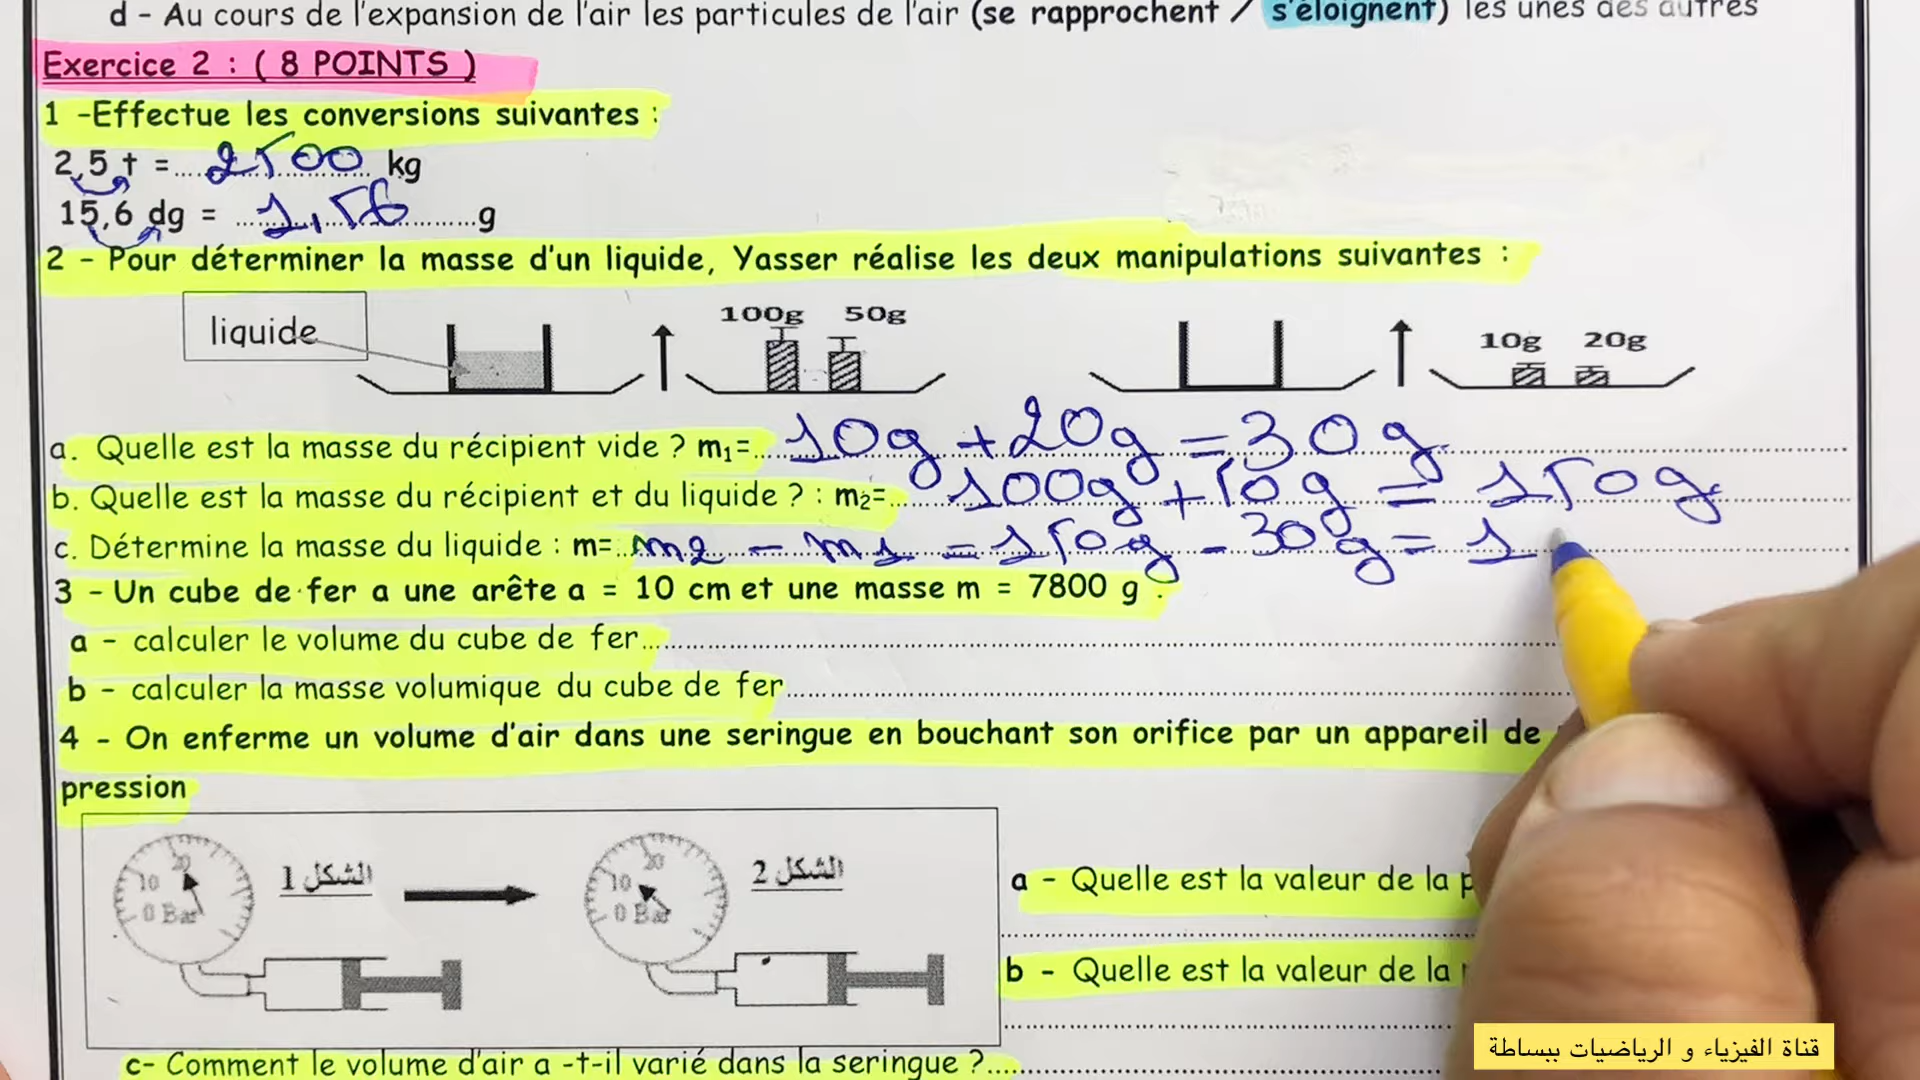 d - Au cours de l'expansion de l'air les particules de l'air (se rapprochent / s'éloignent) les unes des autres
Exercice 2 : ( 8 POINTS )
1 -Effectue les conversions suivantes :
2,5 t =....2500.... kg
15,6 dg = ....1,56....g
2 - Pour déterminer la masse d'un liquide, Yasser réalise les deux manipulations suivantes :
liquide
100g 50g
10g 20g
a. Quelle est la masse du récipient vide ? m1=... 10g + 20g = 30g
b. Quelle est la masse du récipient et du liquide ? : m2=... 100g + 50g = 150g
c. Détermine la masse du liquide : m=.. m2 - m1 = 150g - 30g = 1
3 - Un cube de fer a une arête a = 10 cm et une masse m = 7800 g .
a - calculer le volume du cube de fer....
b - calculer la masse volumique du cube de fer....
4 - On enferme un volume d'air dans une seringue en bouchant son orifice par un appareil de
pression
20
10
0 Bar
الشكل 1
20
10
0 Bar
الشكل 2
a - Quelle est la valeur de la
b - Quelle est la valeur de la
c- Comment le volume d'air a -t-il varié dans la seringue ?....
قناة الفيزياء و الرياضيات ببساطة